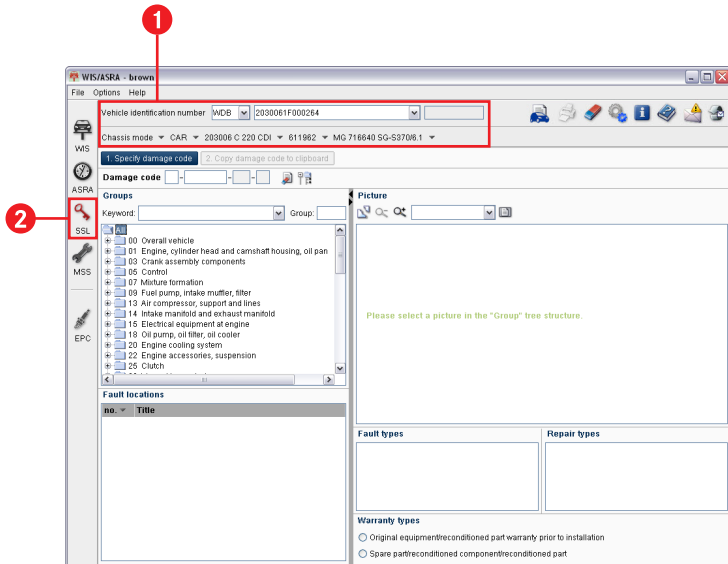 1
WIS/ASRA - brown
File Options Help
Vehicle identification number WDB 2030061F000264
Chassis mode CAR 203006 C 220 CDI 611962 MG 716640 SG-S370/6.1
WIS
ASRA
2
SSL
MSS
EPC
1. Specify damage code 2. Copy damage code to clipboard
Damage code - - -
Groups
Keyword: Group:
All
00 Overall vehicle
01 Engine, cylinder head and camshaft housing, oil pan
03 Crank assembly components
05 Control
07 Mixture formation
09 Fuel pump, intake muffler, filter
13 Air compressor, support and lines
14 Intake manifold and exhaust manifold
15 Electrical equipment at engine
18 Oil pump, oil filter, oil cooler
20 Engine cooling system
22 Engine accessories, suspension
25 Clutch
Fault locations
no. Title
Picture
Please select a picture in the "Group" tree structure.
Fault types
Repair types
Warranty types
Original equipment/reconditioned part warranty prior to installation
Spare part/reconditioned component/reconditioned part